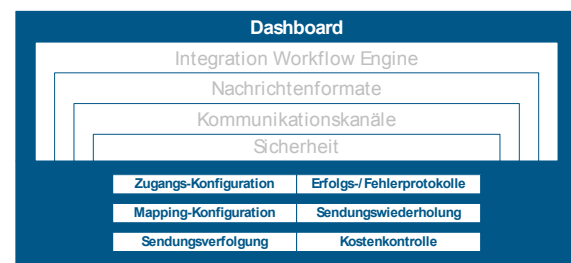 Dashboard
Integration Workflow Engine
Nachrichtenformate
Kommunikationskanäle
Sicherheit
Zugangs-Konfiguration Erfolgs-/Fehlerprotokolle
Mapping-Konfiguration Sendungswiederholung
Sendungsverfolgung Kostenkontrolle